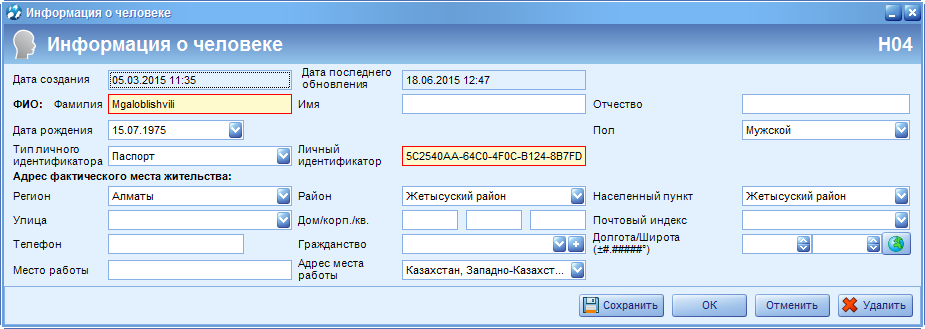 Информация о человеке
Информация о человеке H04
Дата создания 05.03.2015 11:35 Дата последнего обновления 18.06.2015 12:47
ФИО: Фамилия Mgaloblishvili Имя Отчество
Дата рождения 15.07.1975 Пол Мужской
Тип личного идентификатора Паспорт Личный идентификатор 5C2540AA-64C0-4F0C-B124-8B7FD
Адрес фактического места жительства:
Регион Алматы Район Жетысуский район Населенный пункт Жетысуский район
Улица Дом/корп./кв. Почтовый индекс
Телефон Гражданство Долгота/Широта (±#.#####°)
Место работы Адрес места работы Казахстан, Западно-Казахст...
Сохранить ОК Отменить Удалить